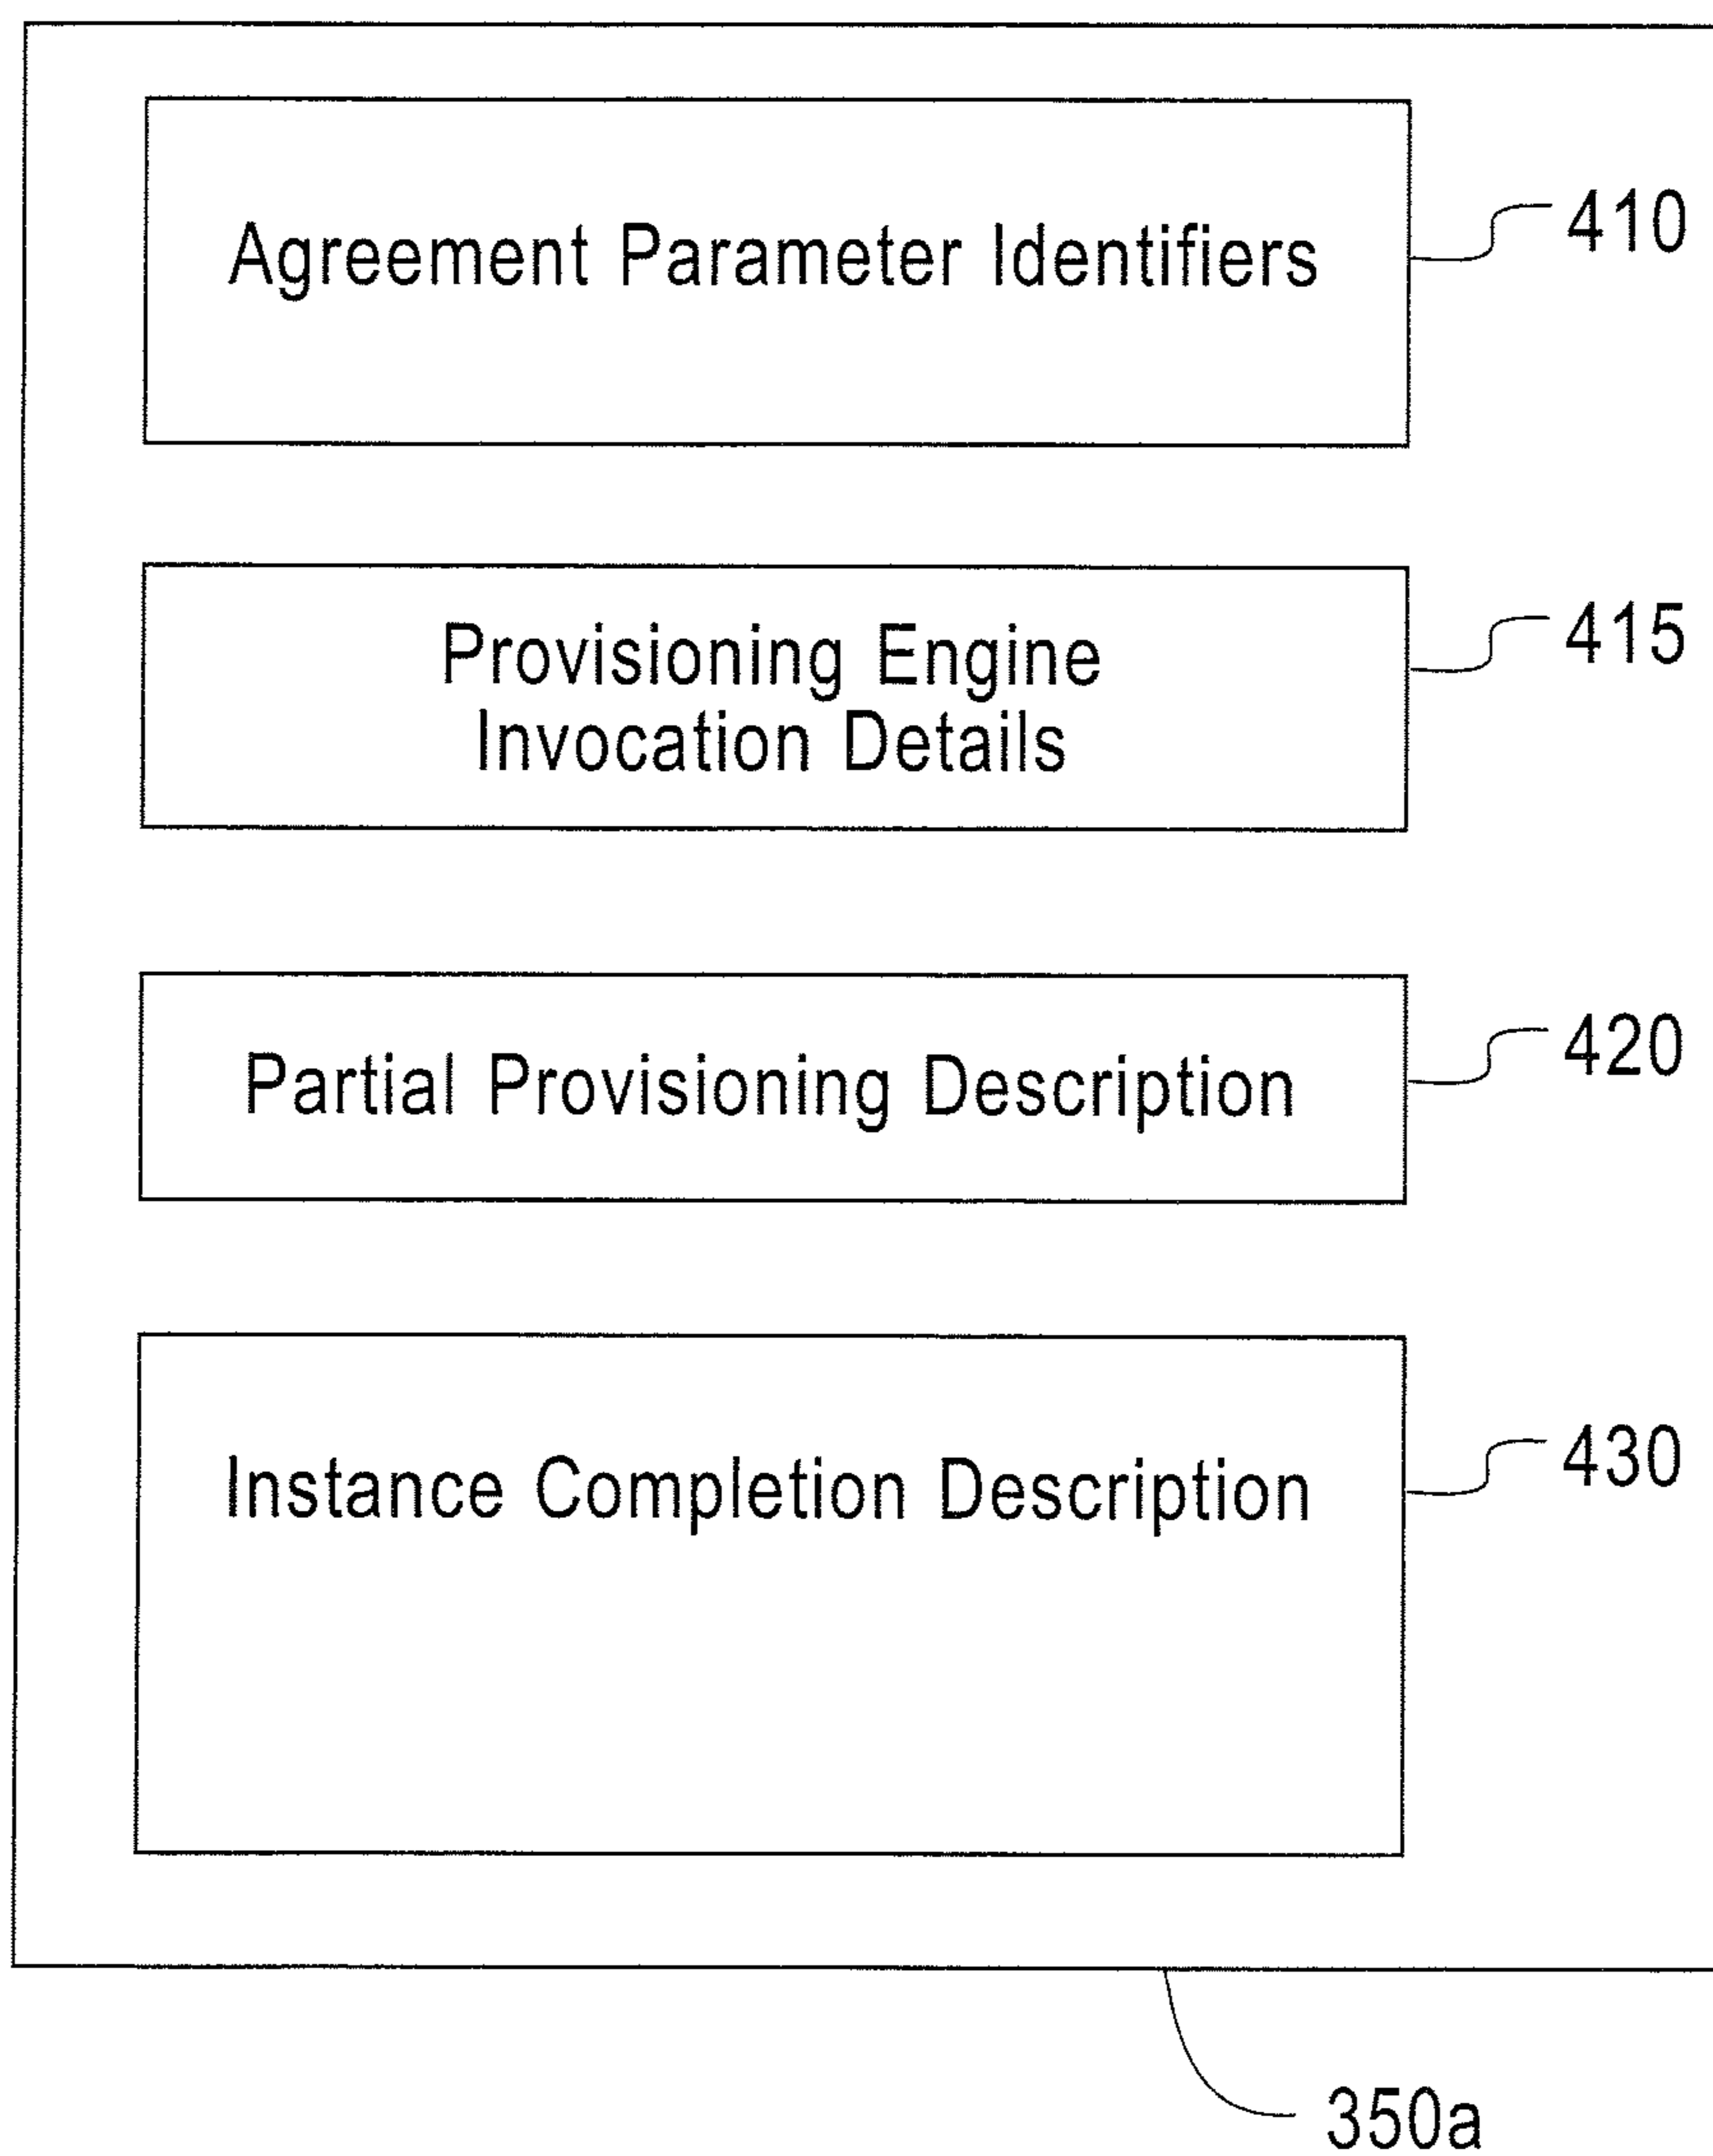 Agreement Parameter Identifiers
410
Provisioning Engine
Invocation Details
415
Partial Provisioning Description
420
Instance Completion Description
430
350a